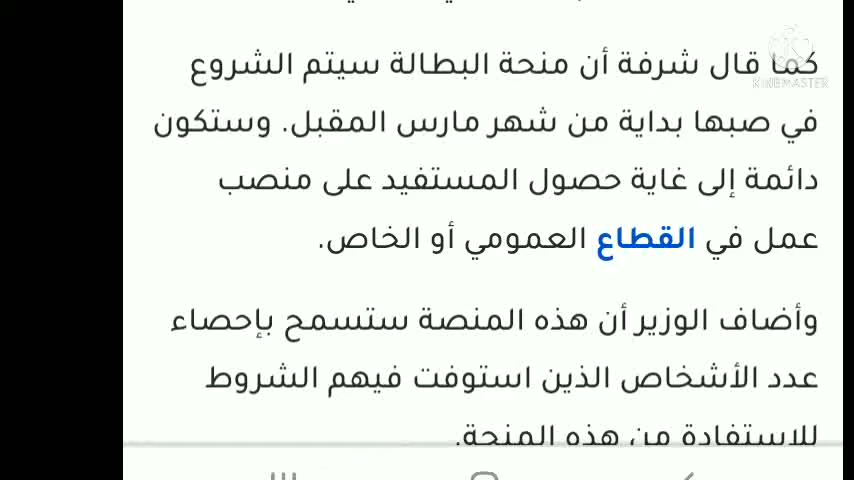 كما قال شرفة أن منحة البطالة سيتم الشروع
في صبها بداية من شهر مارس المقبل. وستكون
دائمة إلى غاية حصول المستفيد على منصب
عمل في القطاع العمومي أو الخاص.
وأضاف الوزير أن هذه المنصة ستسمح بإحصاء
عدد الأشخاص الذين استوفت فيهم الشروط
للاستفادة من هذه المنحة.
KINEMASTER